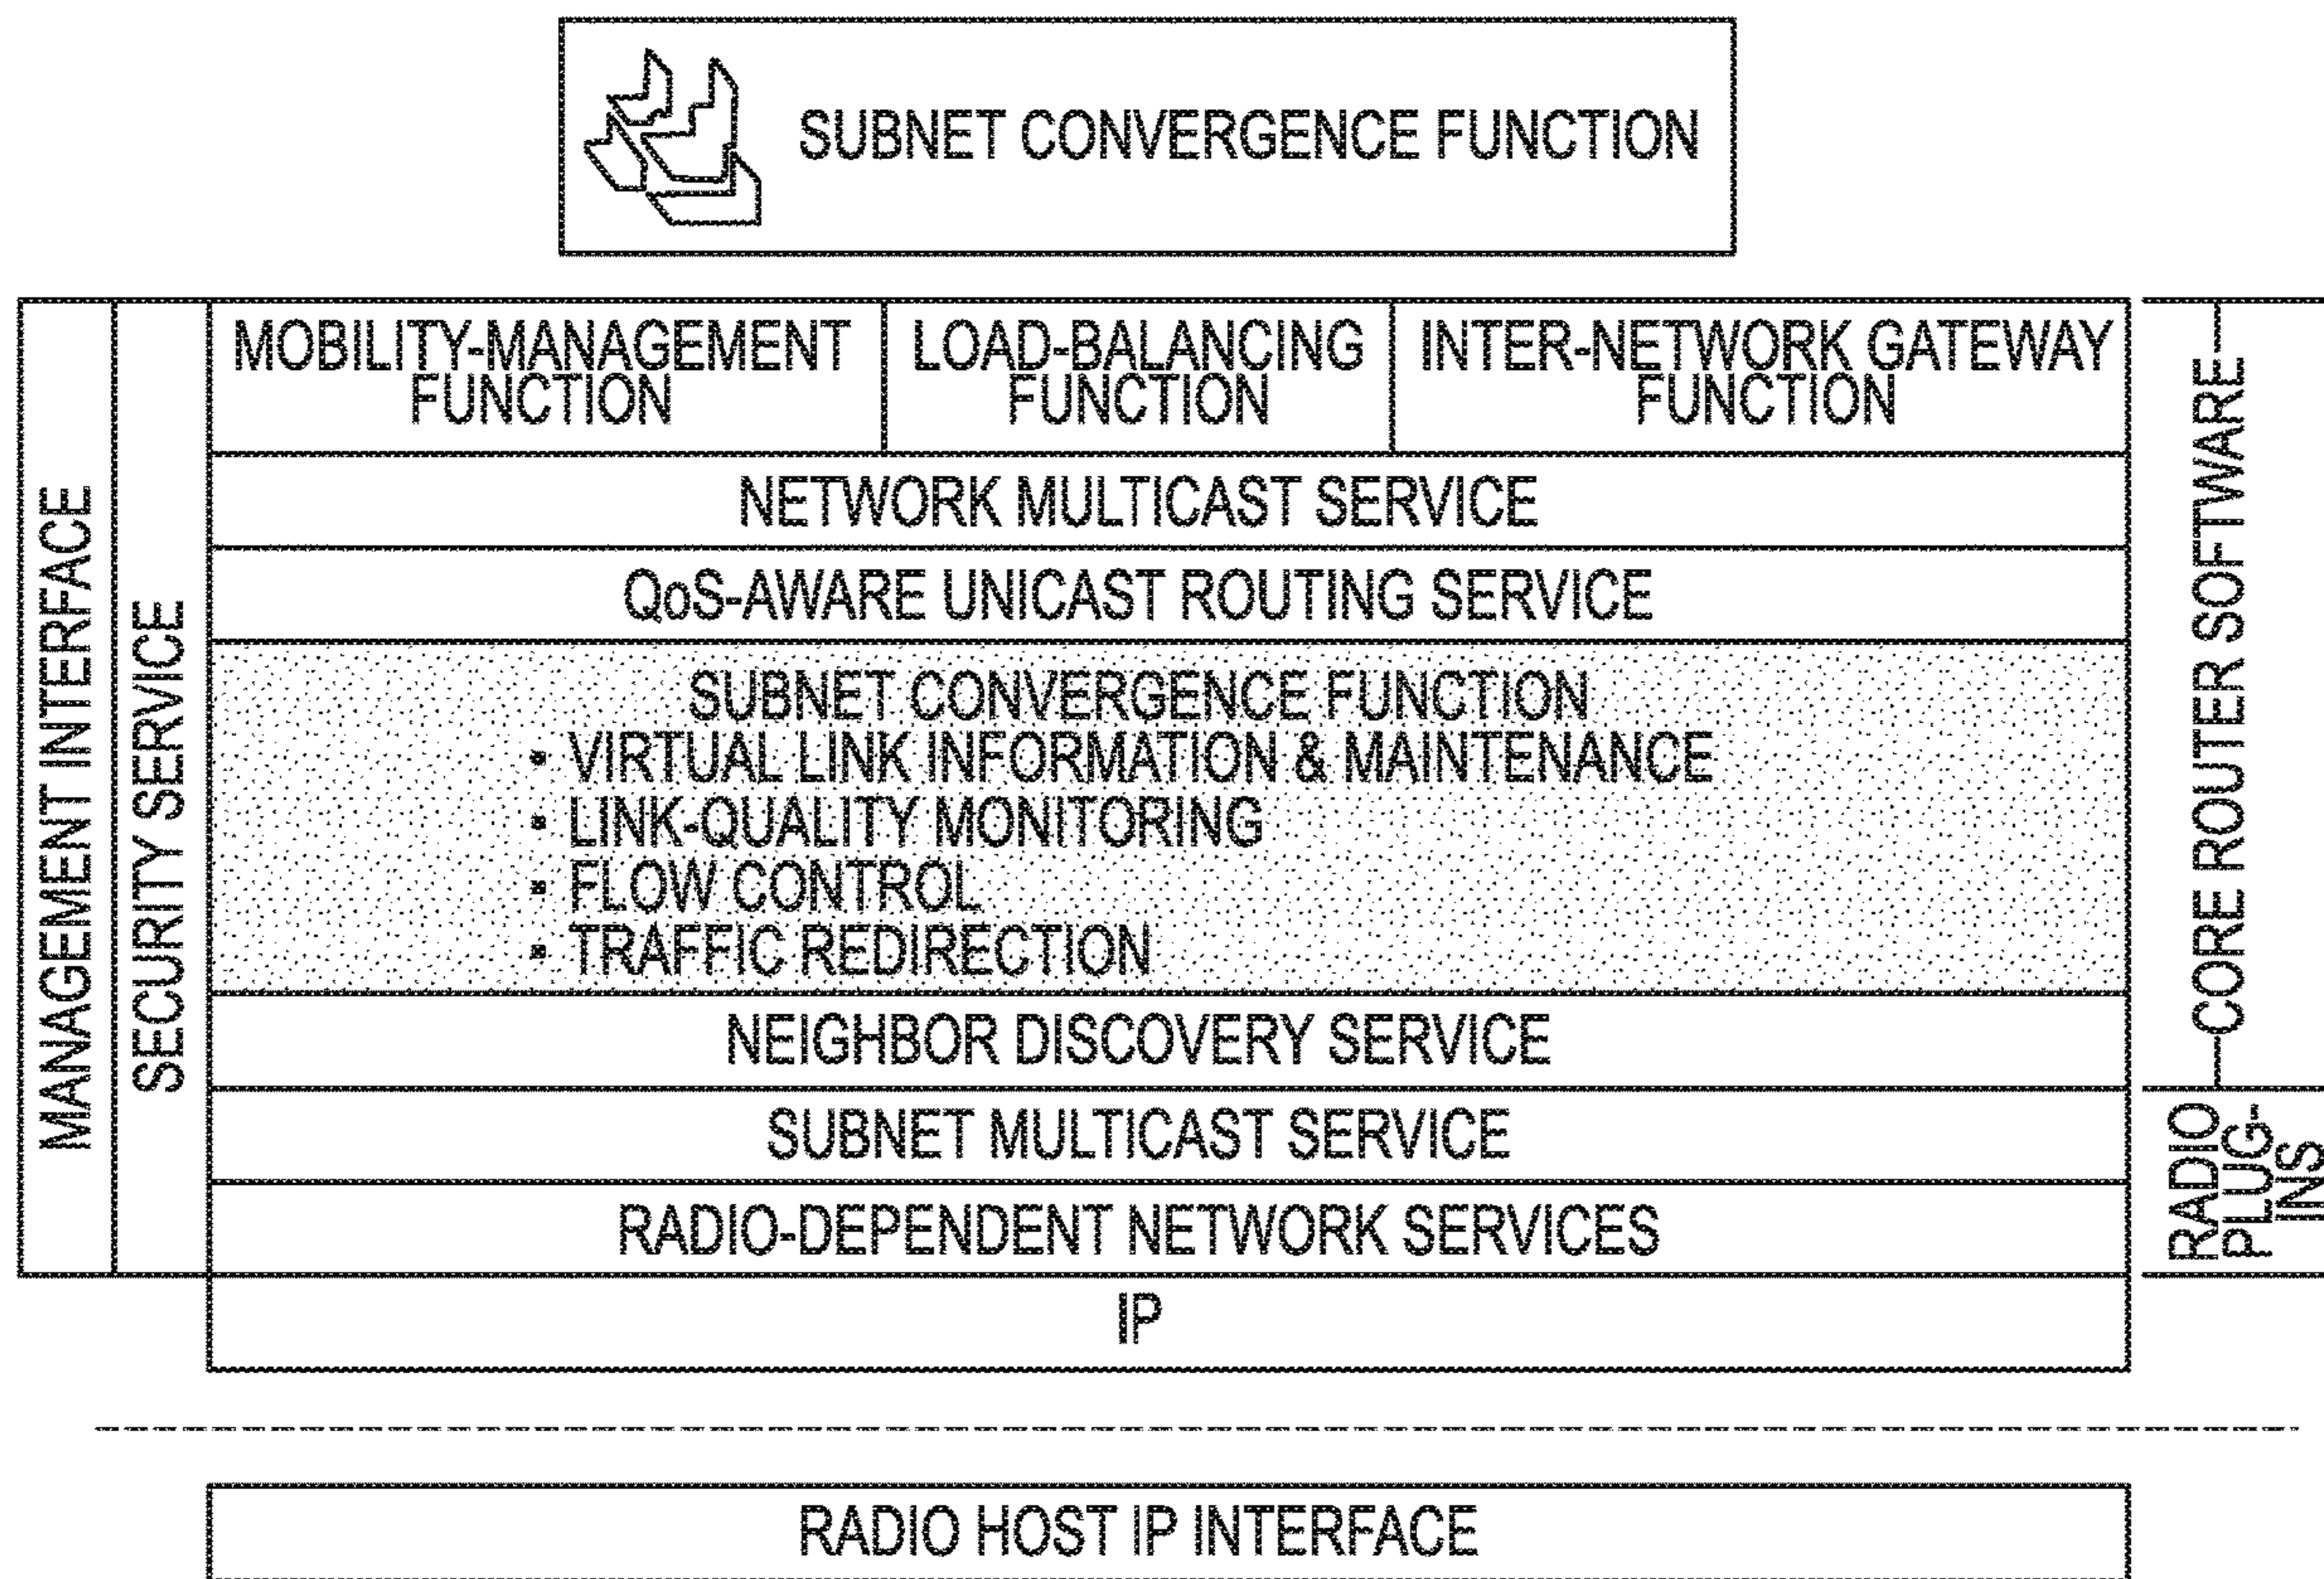 SUBNET CONVERGENCE FUNCTION
MANAGEMENT INTERFACE
SECURITY SERVICE
MOBILITY-MANAGEMENT
FUNCTION
LOAD-BALANCING
FUNCTION
INTER-NETWORK GATEWAY
FUNCTION
NETWORK MULTICAST SERVICE
QoS-AWARE UNICAST ROUTING SERVICE
SUBNET CONVERGENCE FUNCTION
▪ VIRTUAL LINK INFORMATION & MAINTENANCE
▪ LINK-QUALITY MONITORING
▪ FLOW CONTROL
▪ TRAFFIC REDIRECTION
NEIGHBOR DISCOVERY SERVICE
SUBNET MULTICAST SERVICE
RADIO-DEPENDENT NETWORK SERVICES
IP
CORE ROUTER SOFTWARE
RADIO
PLUG-
INS
RADIO HOST IP INTERFACE